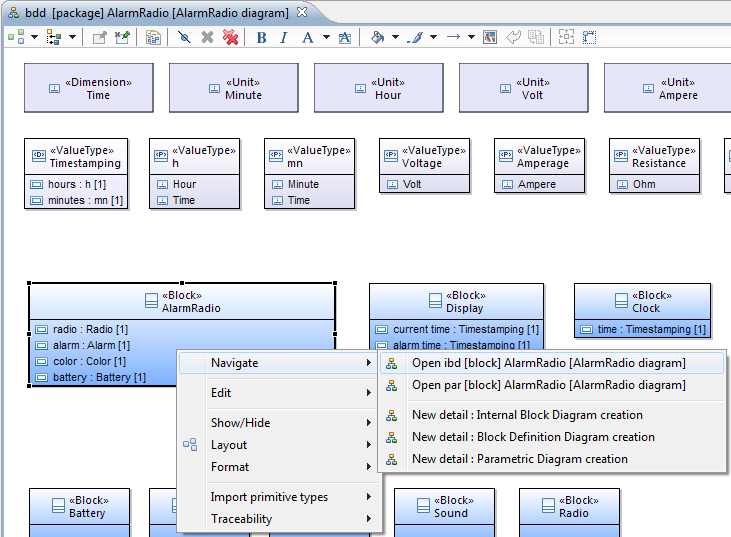 bdd [package] AlarmRadio [AlarmRadio diagram]
B I A A
«Dimension»
Time
«Unit»
Minute
«Unit»
Hour
«Unit»
Volt
«Unit»
Ampere
«ValueType»
Timestamping
hours : h [1]
minutes : mn [1]
«ValueType»
h
Hour
Time
«ValueType»
mn
Minute
Time
«ValueType»
Voltage
Volt
«ValueType»
Amperage
Ampere
«ValueType»
Resistance
Ohm
«Block»
AlarmRadio
radio : Radio [1]
alarm : Alarm [1]
color : Color [1]
battery : Battery [1]
«Block»
Display
current time : Timestamping [1]
alarm time : Timestamping [1]
«Block»
Clock
time : Timestamping [1]
Navigate
Edit
Show/Hide
Layout
Format
Import primitive types
Traceability
Open ibd [block] AlarmRadio [AlarmRadio diagram]
Open par [block] AlarmRadio [AlarmRadio diagram]
New detail : Internal Block Diagram creation
New detail : Block Definition Diagram creation
New detail : Parametric Diagram creation
«Block»
Battery
«Block»
Sound
«Block»
Radio